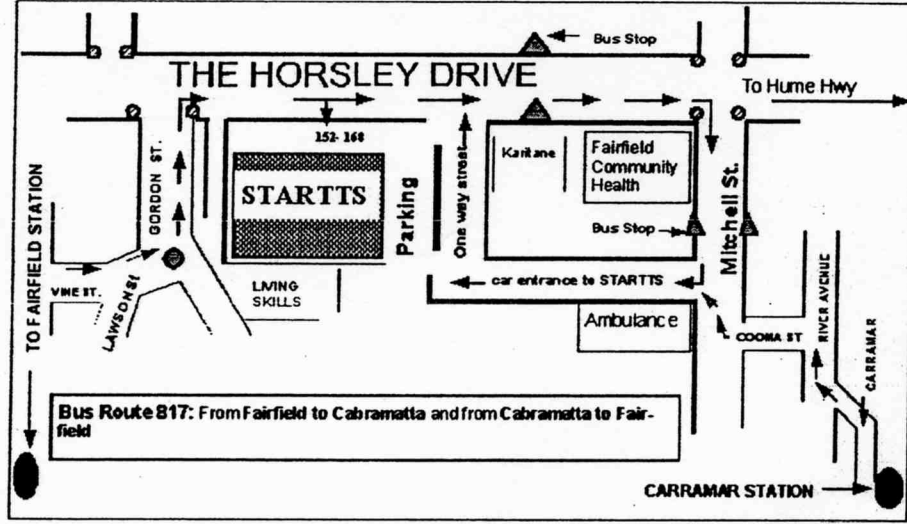 Bus Stop
THE HORSLEY DRIVE
To Hume Hwy
152- 168
GORDON ST.
STARTTS
Parking
One way street
Karitane
Fairfield
Community
Health
Bus Stop
Mitchell St.
TO FAIRFIELD STATION
VINE ST.
LAWSON St
LIVING
SKILLS
car entrance to STARTTS
Ambulance
COOMA ST
RIVER AVENUE
CARRAMAR
Bus Route 817: From Fairfield to Cabramatta and from Cabramatta to Fair-
field
CARRAMAR STATION